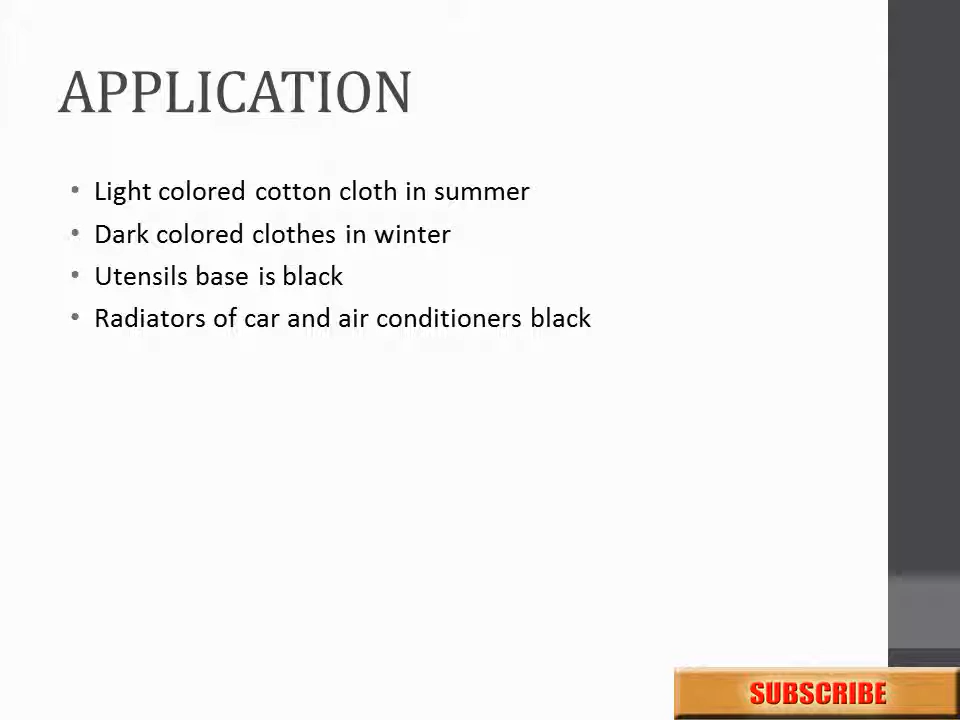 APPLICATION
• Light colored cotton cloth in summer
• Dark colored clothes in winter
• Utensils base is black
• Radiators of car and air conditioners black
SUBSCRIBE